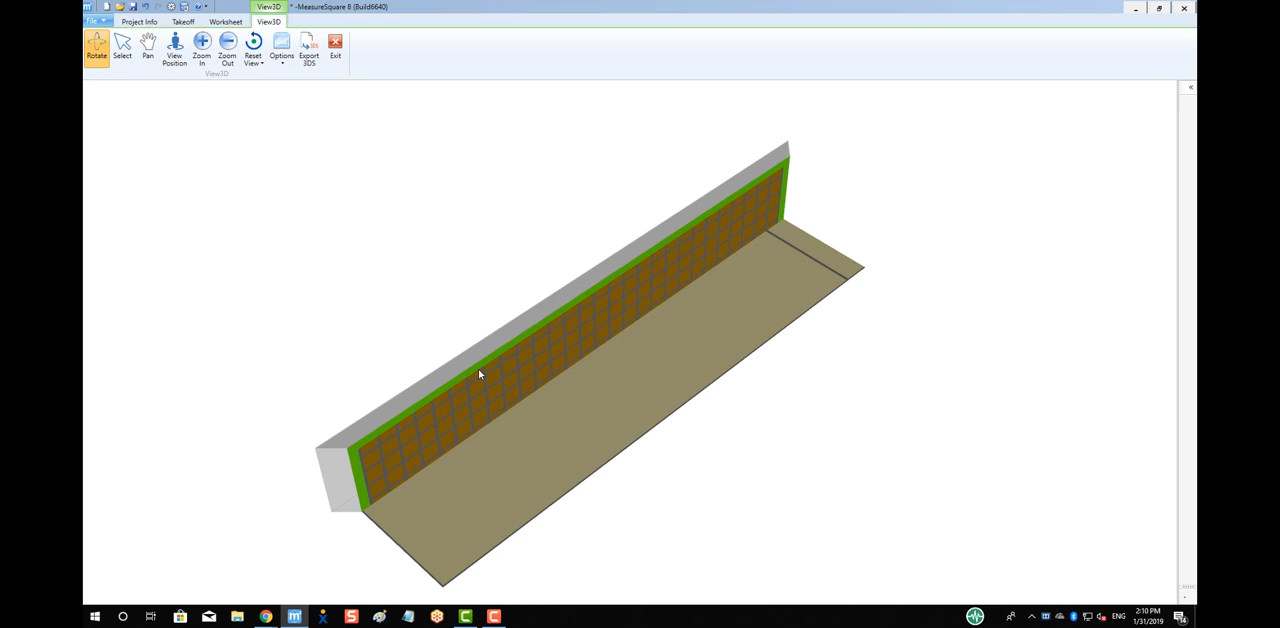 View3D * -MeasureSquare 8 (Build6640)
File Project Info Takeoff Worksheet View3D
Rotate Select Pan View Position Zoom In Zoom Out Reset View Options Export 3DS Exit
View3D
ENG 2:10 PM
1/31/2019